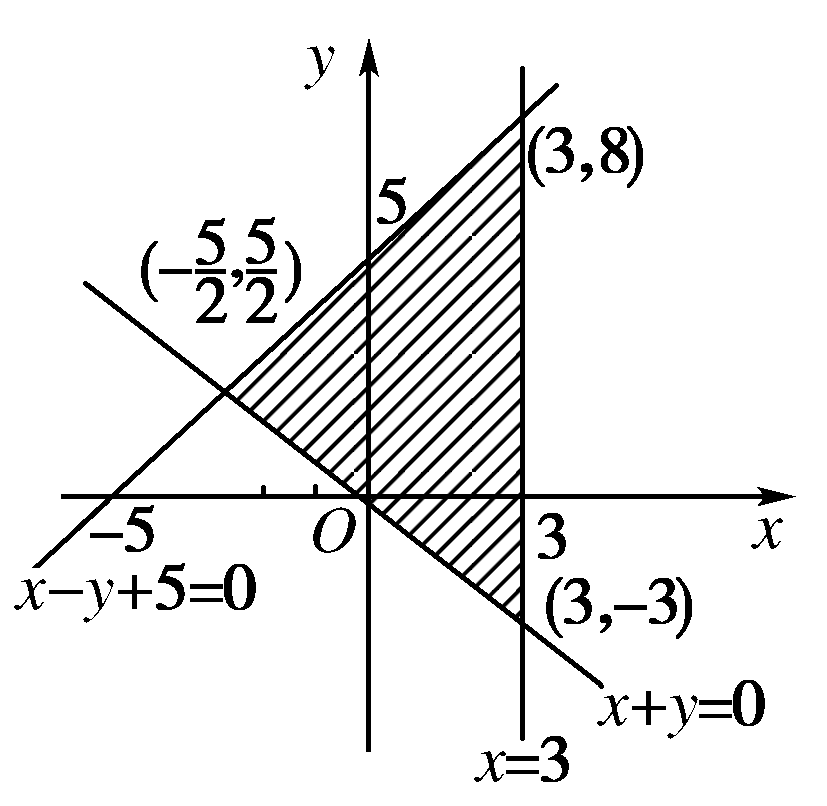 y
(3,8)
5
(-5/2,5/2)
-5
O
3
x
x-y+5=0
(3,-3)
x+y=0
x=3